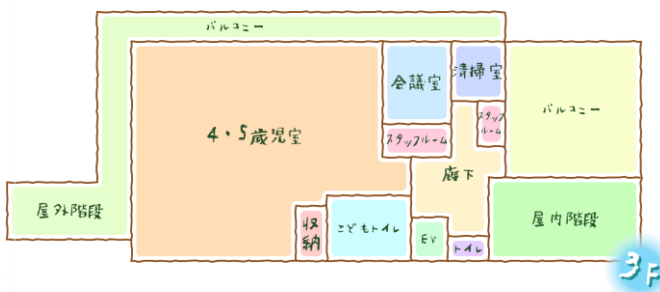 バルコニー
会議室
清掃室
4・5歳児室
バルコニー
スタッフ
ルーム
スタッフルーム
廊下
屋外階段
収
納
こどもトイレ
EV
トイレ
屋内階段
3F